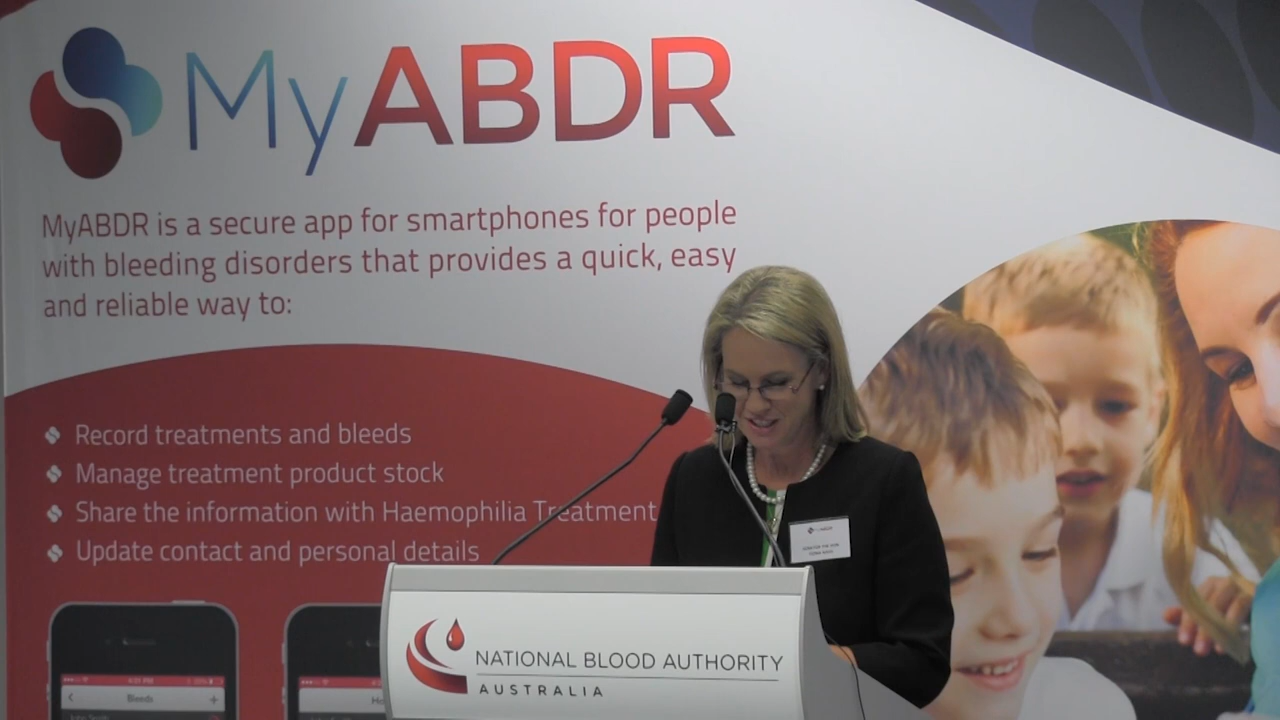 MyABDR
MyABDR is a secure app for smartphones for people
with bleeding disorders that provides a quick, easy
and reliable way to:
Record treatments and bleeds
Manage treatment product stock
Share the information with Haemophilia Treatment
Update contact and personal details
Bleeds
NATIONAL BLOOD AUTHORITY
AUSTRALIA